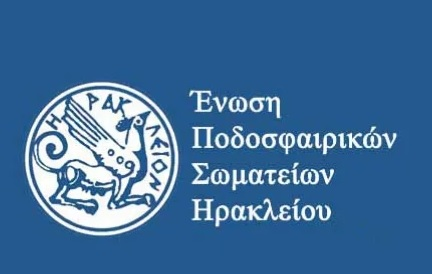 ΗΡΑΚΛΕΙΟΝ
Ένωση
Ποδοσφαιρικών
Σωματείων
Ηρακλείου